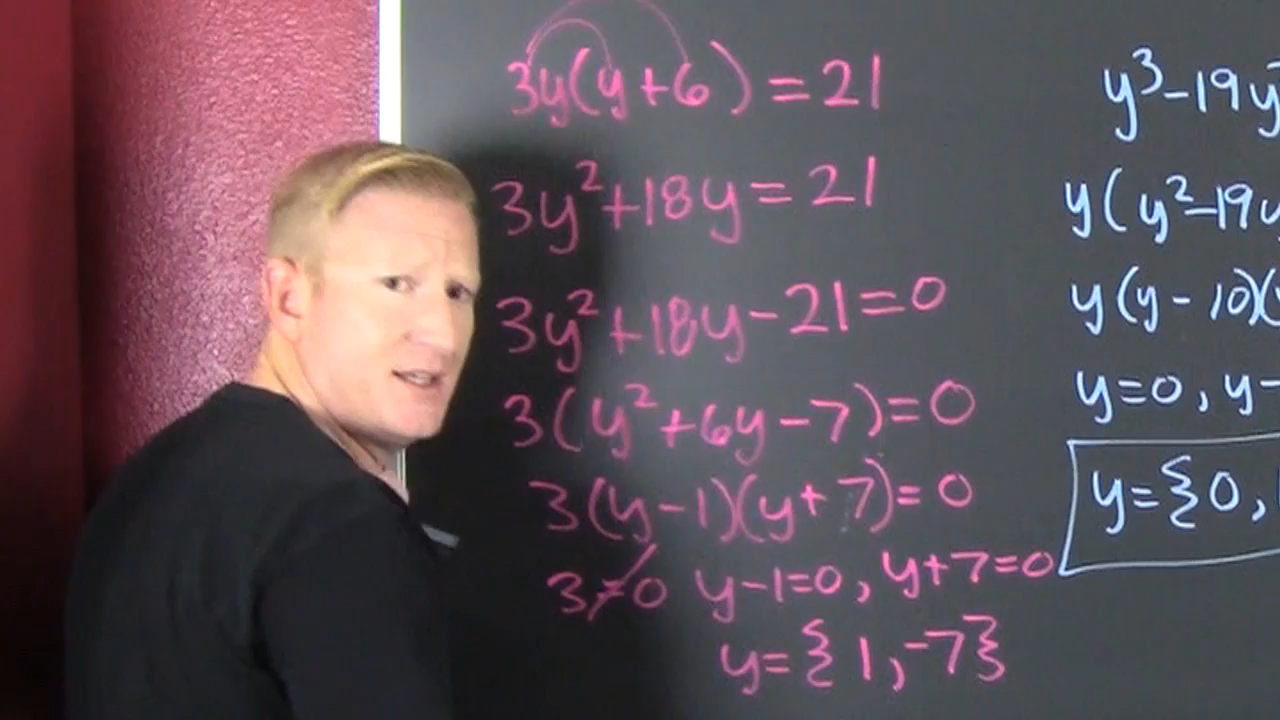 3y(y+6)=21
3y²+18y=21
3y²+18y-21=0
3(y²+6y-7)=0
3(y-1)(y+7)=0
3≠0 y-1=0, y+7=0
y={1,-7}
y³-19y
y(y²-19y
y(y-10)(
y=0, y-
y={0,